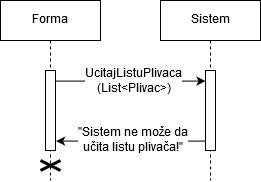 Forma
Sistem
UcitajListuPlivaca
(List<Plivac>)
"Sistem ne može da
učita listu plivača!"